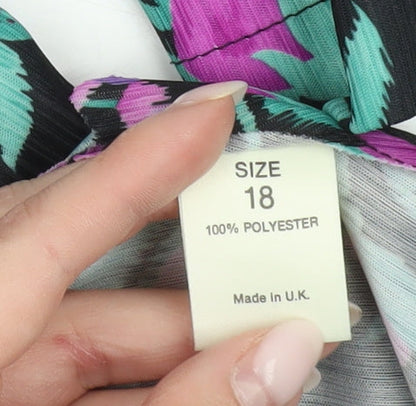 SIZE
18
100% POLYESTER
Made in U.K.